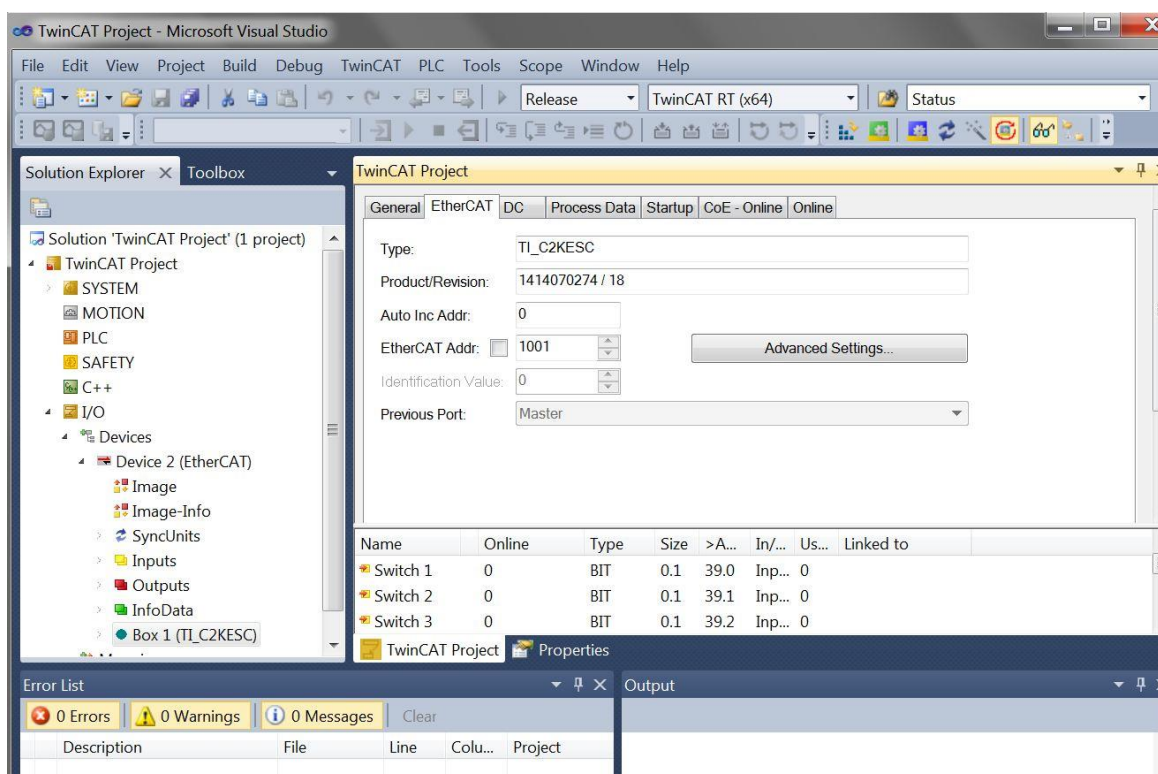 TwinCAT Project - Microsoft Visual Studio
File Edit View Project Build Debug TwinCAT PLC Tools Scope Window Help
Release TwinCAT RT (x64) Status
Solution Explorer Toolbox
Solution 'TwinCAT Project' (1 project)
TwinCAT Project
SYSTEM
MOTION
PLC
SAFETY
C++
I/O
Devices
Device 2 (EtherCAT)
Image
Image-Info
SyncUnits
Inputs
Outputs
InfoData
Box 1 (TI_C2KESC)
TwinCAT Project
General EtherCAT DC Process Data Startup CoE - Online Online
Type: TI_C2KESC
Product/Revision: 1414070274 / 18
Auto Inc Addr: 0
EtherCAT Addr: 1001 Advanced Settings...
Identification Value: 0
Previous Port: Master
Name Online Type Size >A... In/... Us... Linked to
Switch 1 0 BIT 0.1 39.0 Inp... 0
Switch 2 0 BIT 0.1 39.1 Inp... 0
Switch 3 0 BIT 0.1 39.2 Inp... 0
TwinCAT Project Properties
Error List
0 Errors 0 Warnings 0 Messages Clear
Description File Line Colu... Project
Output